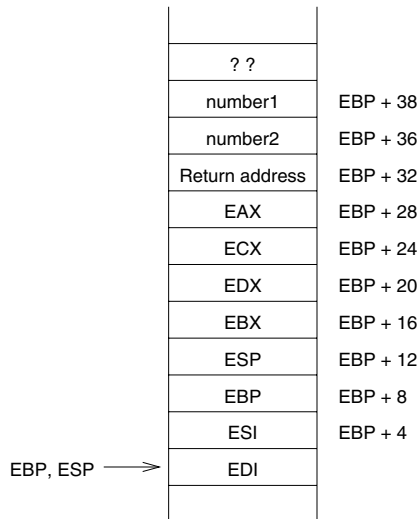 ? ?
number1 EBP + 38
number2 EBP + 36
Return address EBP + 32
EAX EBP + 28
ECX EBP + 24
EDX EBP + 20
EBX EBP + 16
ESP EBP + 12
EBP EBP + 8
ESI EBP + 4
EBP, ESP EDI